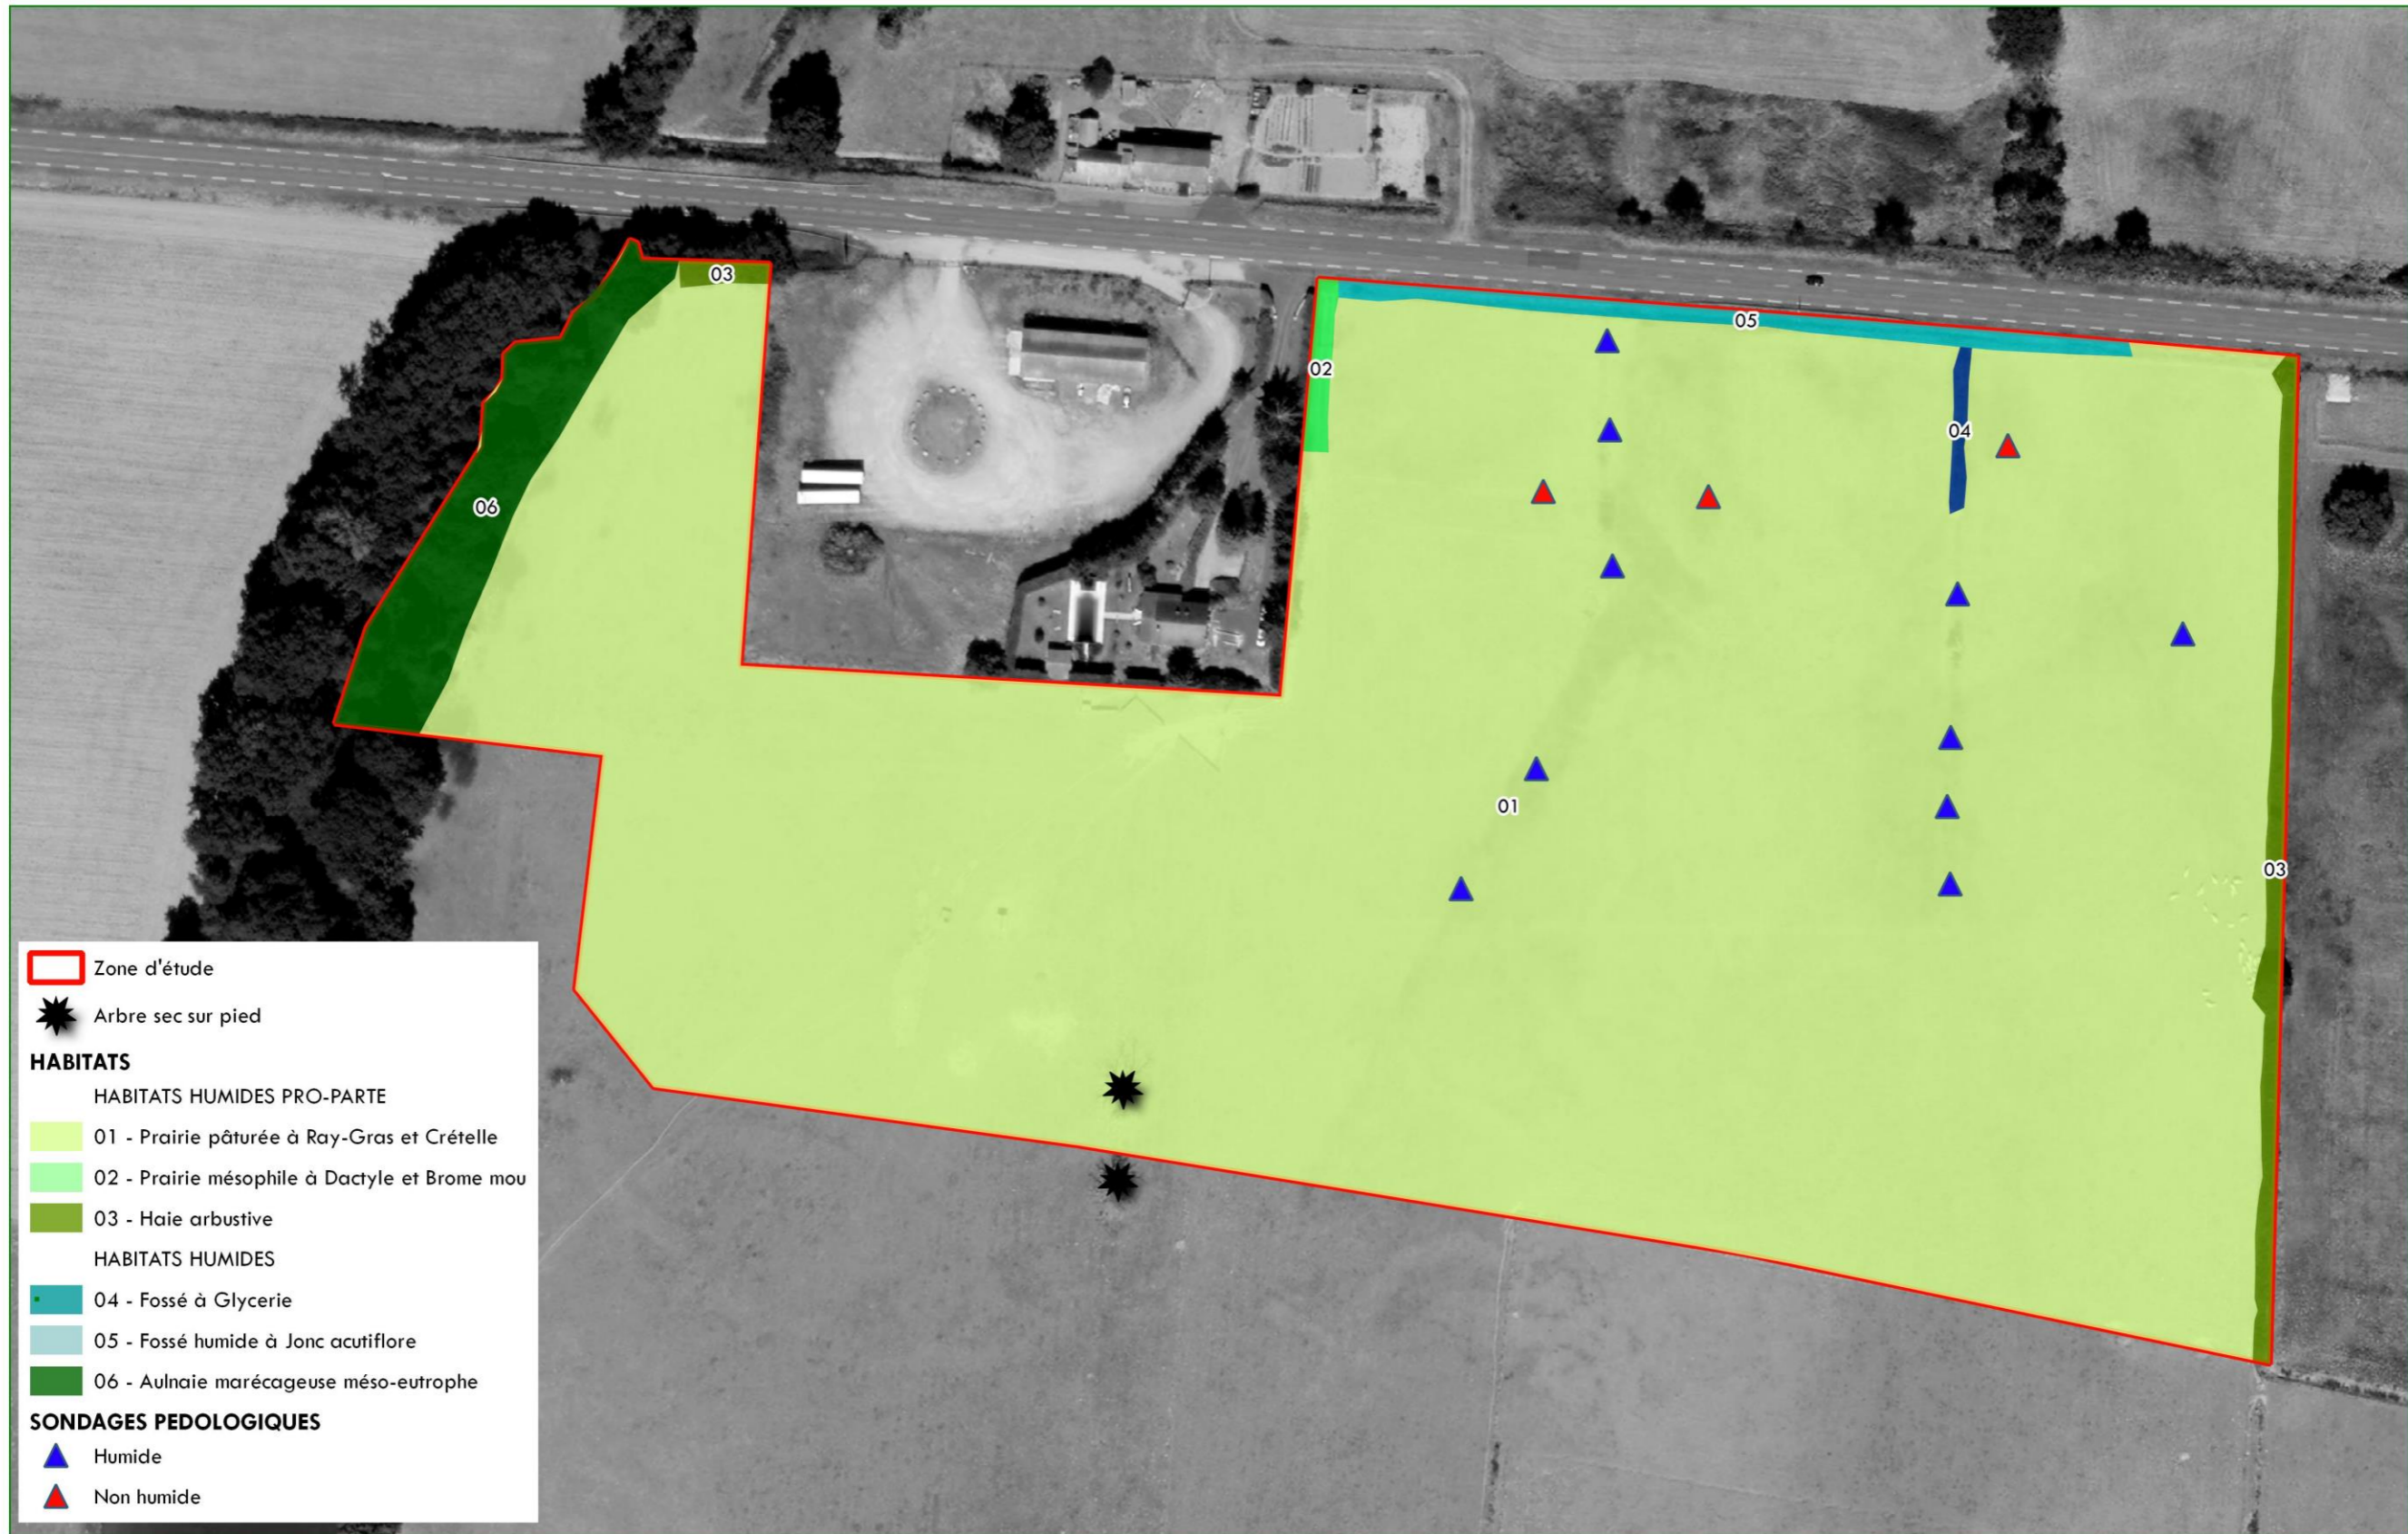 03
05
02
04
06
01
03
Zone d'étude
Arbre sec sur pied
HABITATS
HABITATS HUMIDES PRO-PARTE
01 - Prairie pâturée à Ray-Gras et Crételle
02 - Prairie mésophile à Dactyle et Brome mou
03 - Haie arbustive
HABITATS HUMIDES
04 - Fossé à Glycerie
05 - Fossé humide à Jonc acutiflore
06 - Aulnaie marécageuse méso-eutrophe
SONDAGES PEDOLOGIQUES
Humide
Non humide